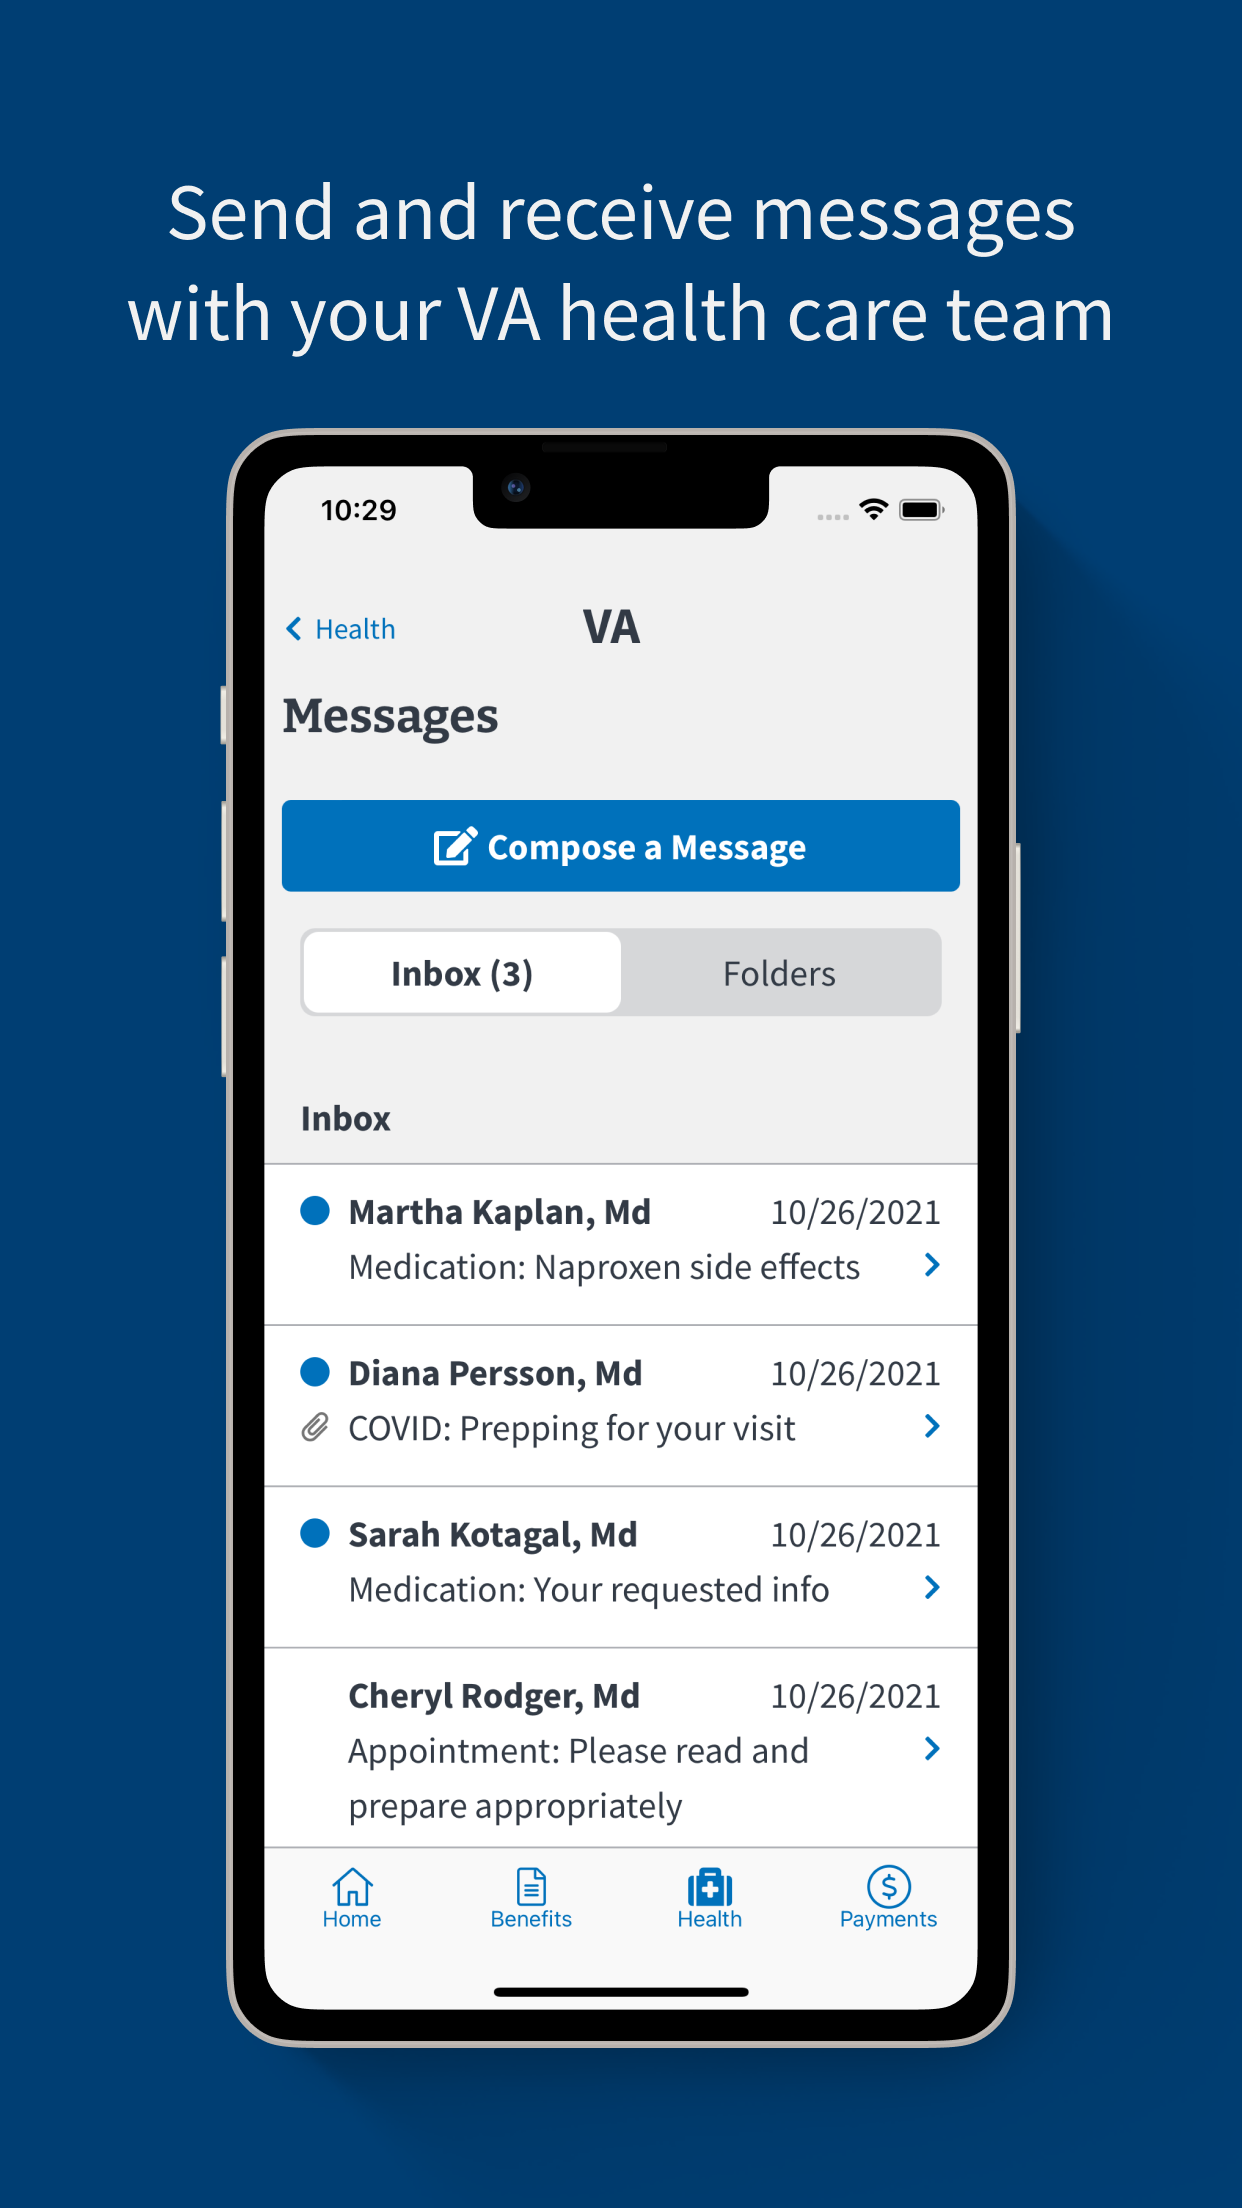 Send and receive messages
with your VA health care team
10:29
Health
VA
Messages
Compose a Message
Inbox (3)
Folders
Inbox
Martha Kaplan, Md
10/26/2021
Medication: Naproxen side effects
Diana Persson, Md
10/26/2021
COVID: Prepping for your visit
Sarah Kotagal, Md
10/26/2021
Medication: Your requested info
Cheryl Rodger, Md
10/26/2021
Appointment: Please read and
prepare appropriately
Home
Benefits
Health
Payments